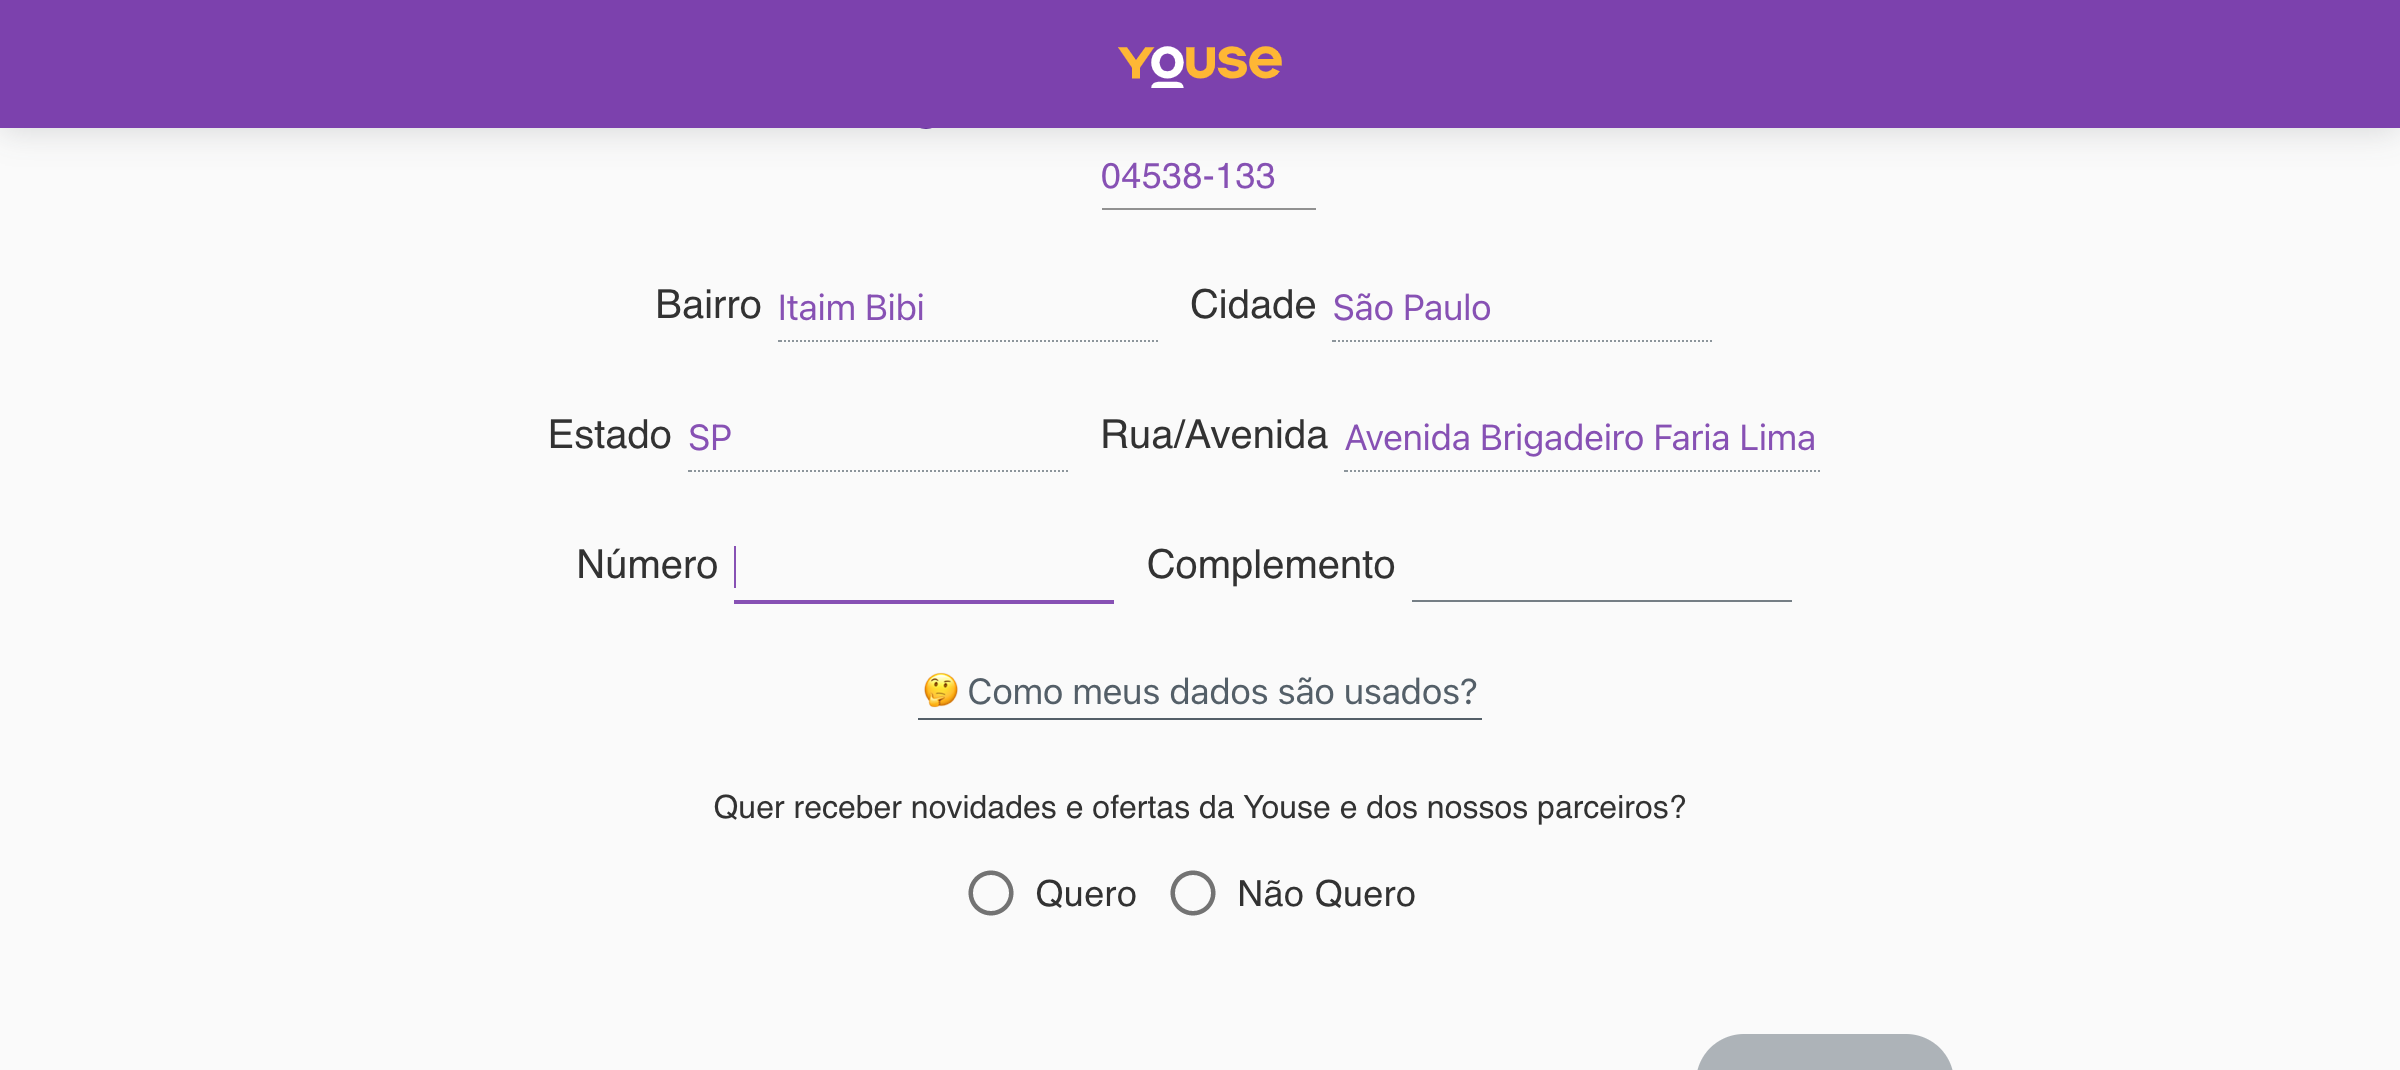 Youse
04538-133
Bairro Itaim Bibi Cidade São Paulo
Estado SP Rua/Avenida Avenida Brigadeiro Faria Lima
Número Complemento
🤔 Como meus dados são usados?
Quer receber novidades e ofertas da Youse e dos nossos parceiros?
Quero Não Quero